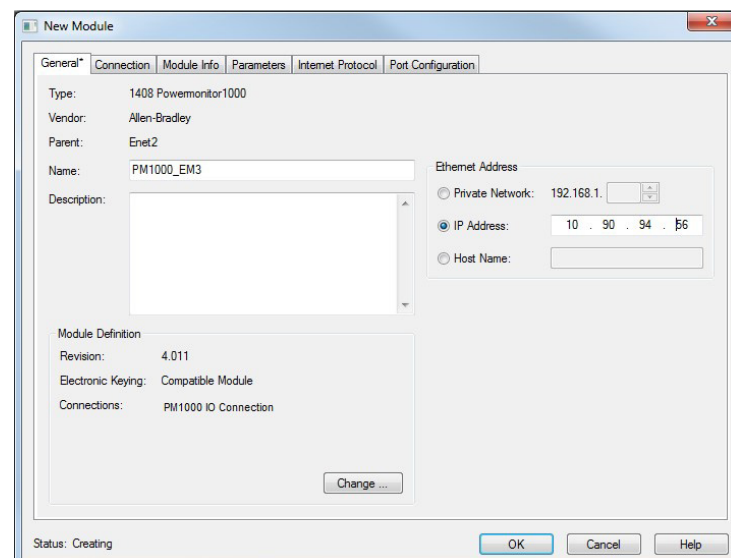 New Module
General* Connection Module Info Parameters Internet Protocol Port Configuration
Type: 1408 Powermonitor1000
Vendor: Allen-Bradley
Parent: Enet2
Name: PM1000_EM3
Description:
Ethernet Address
Private Network: 192.168.1.
IP Address: 10 . 90 . 94 . 56
Host Name:
Module Definition
Revision: 4.011
Electronic Keying: Compatible Module
Connections: PM1000 IO Connection
Change ...
Status: Creating
OK Cancel Help